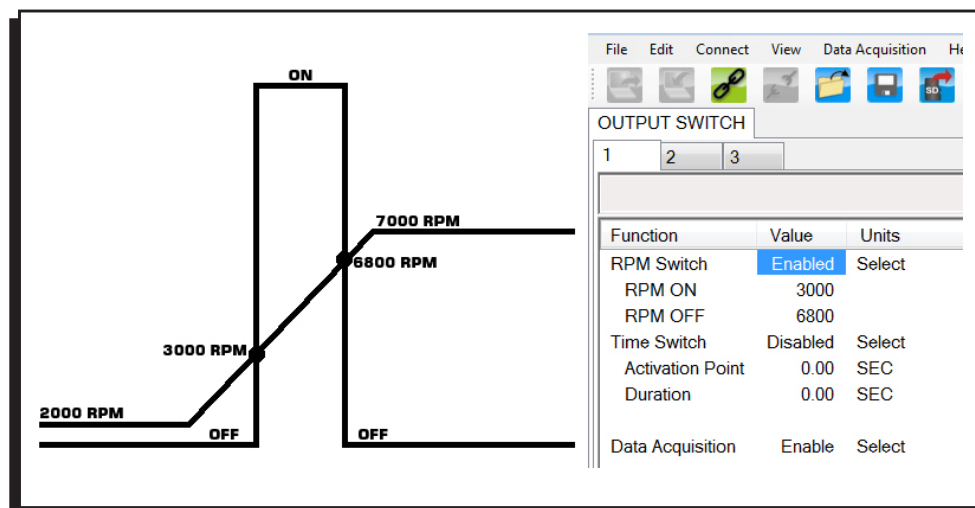 ON
7000 RPM
6800 RPM
3000 RPM
2000 RPM
OFF
OFF
File Edit Connect View Data Acquisition He
SD
OUTPUT SWITCH
1 2 3
Function Value Units
RPM Switch Enabled Select
RPM ON 3000
RPM OFF 6800
Time Switch Disabled Select
Activation Point 0.00 SEC
Duration 0.00 SEC
Data Acquisition Enable Select